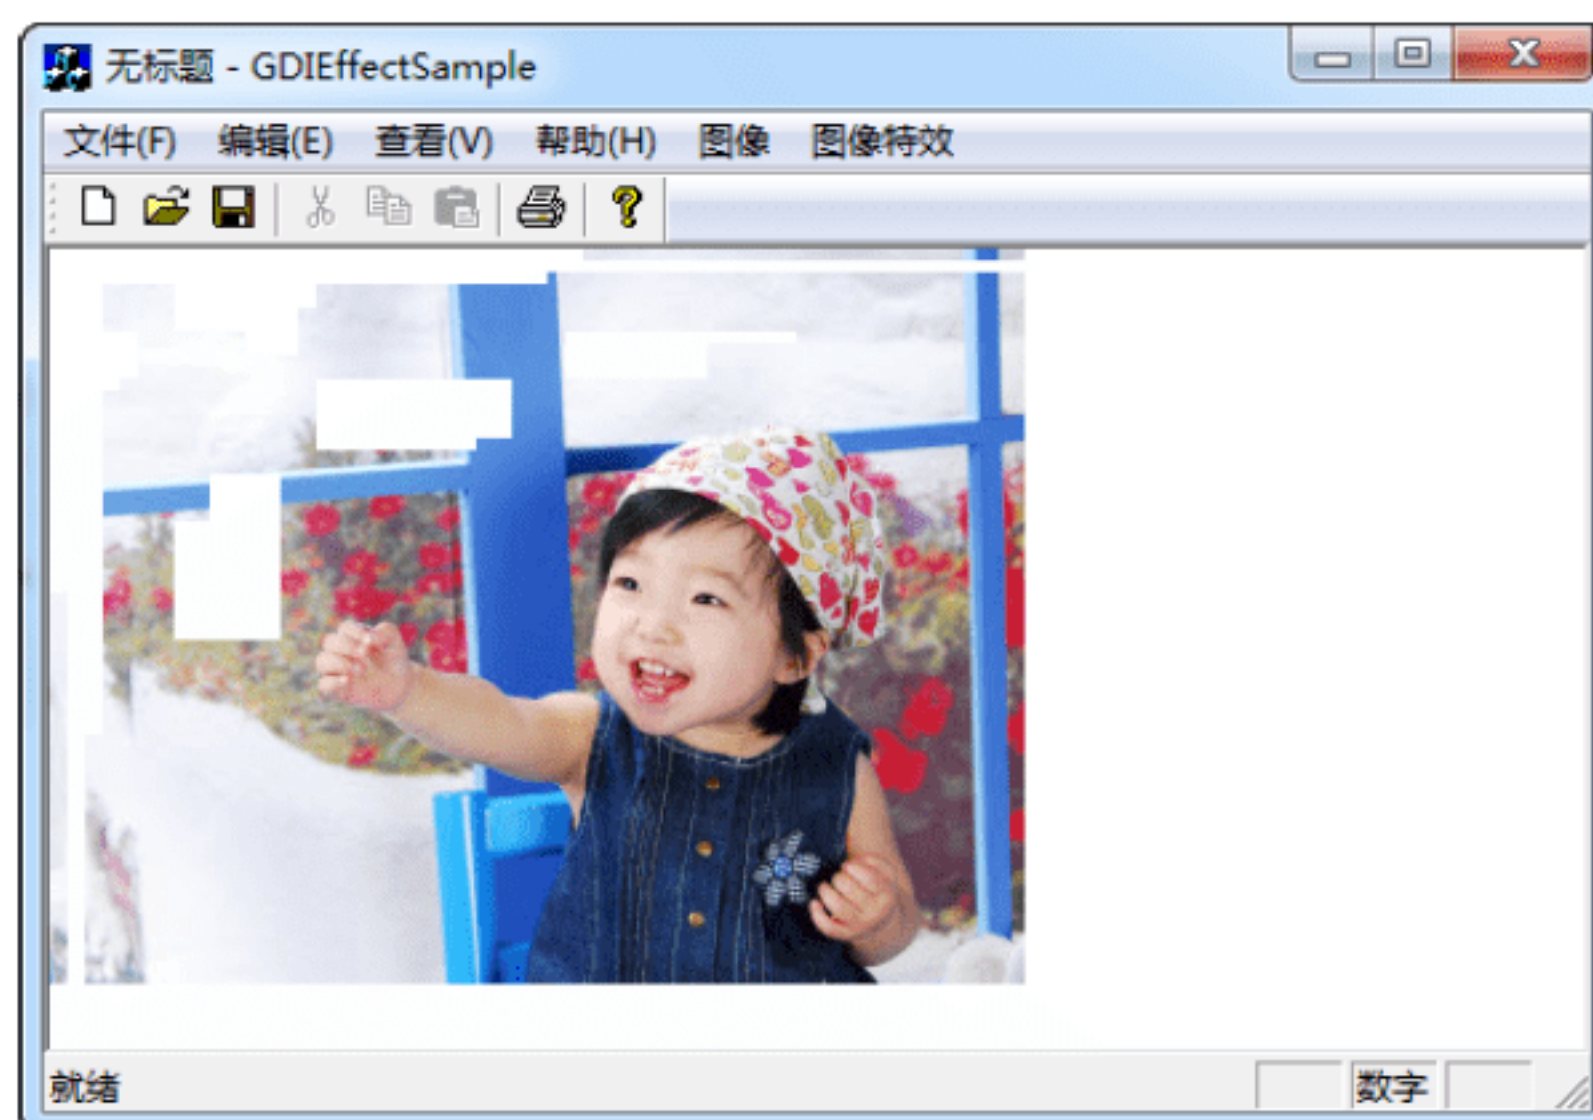 无标题 - GDIEffectSample
文件(F) 编辑(E) 查看(V) 帮助(H) 图像 图像特效
就绪 数字